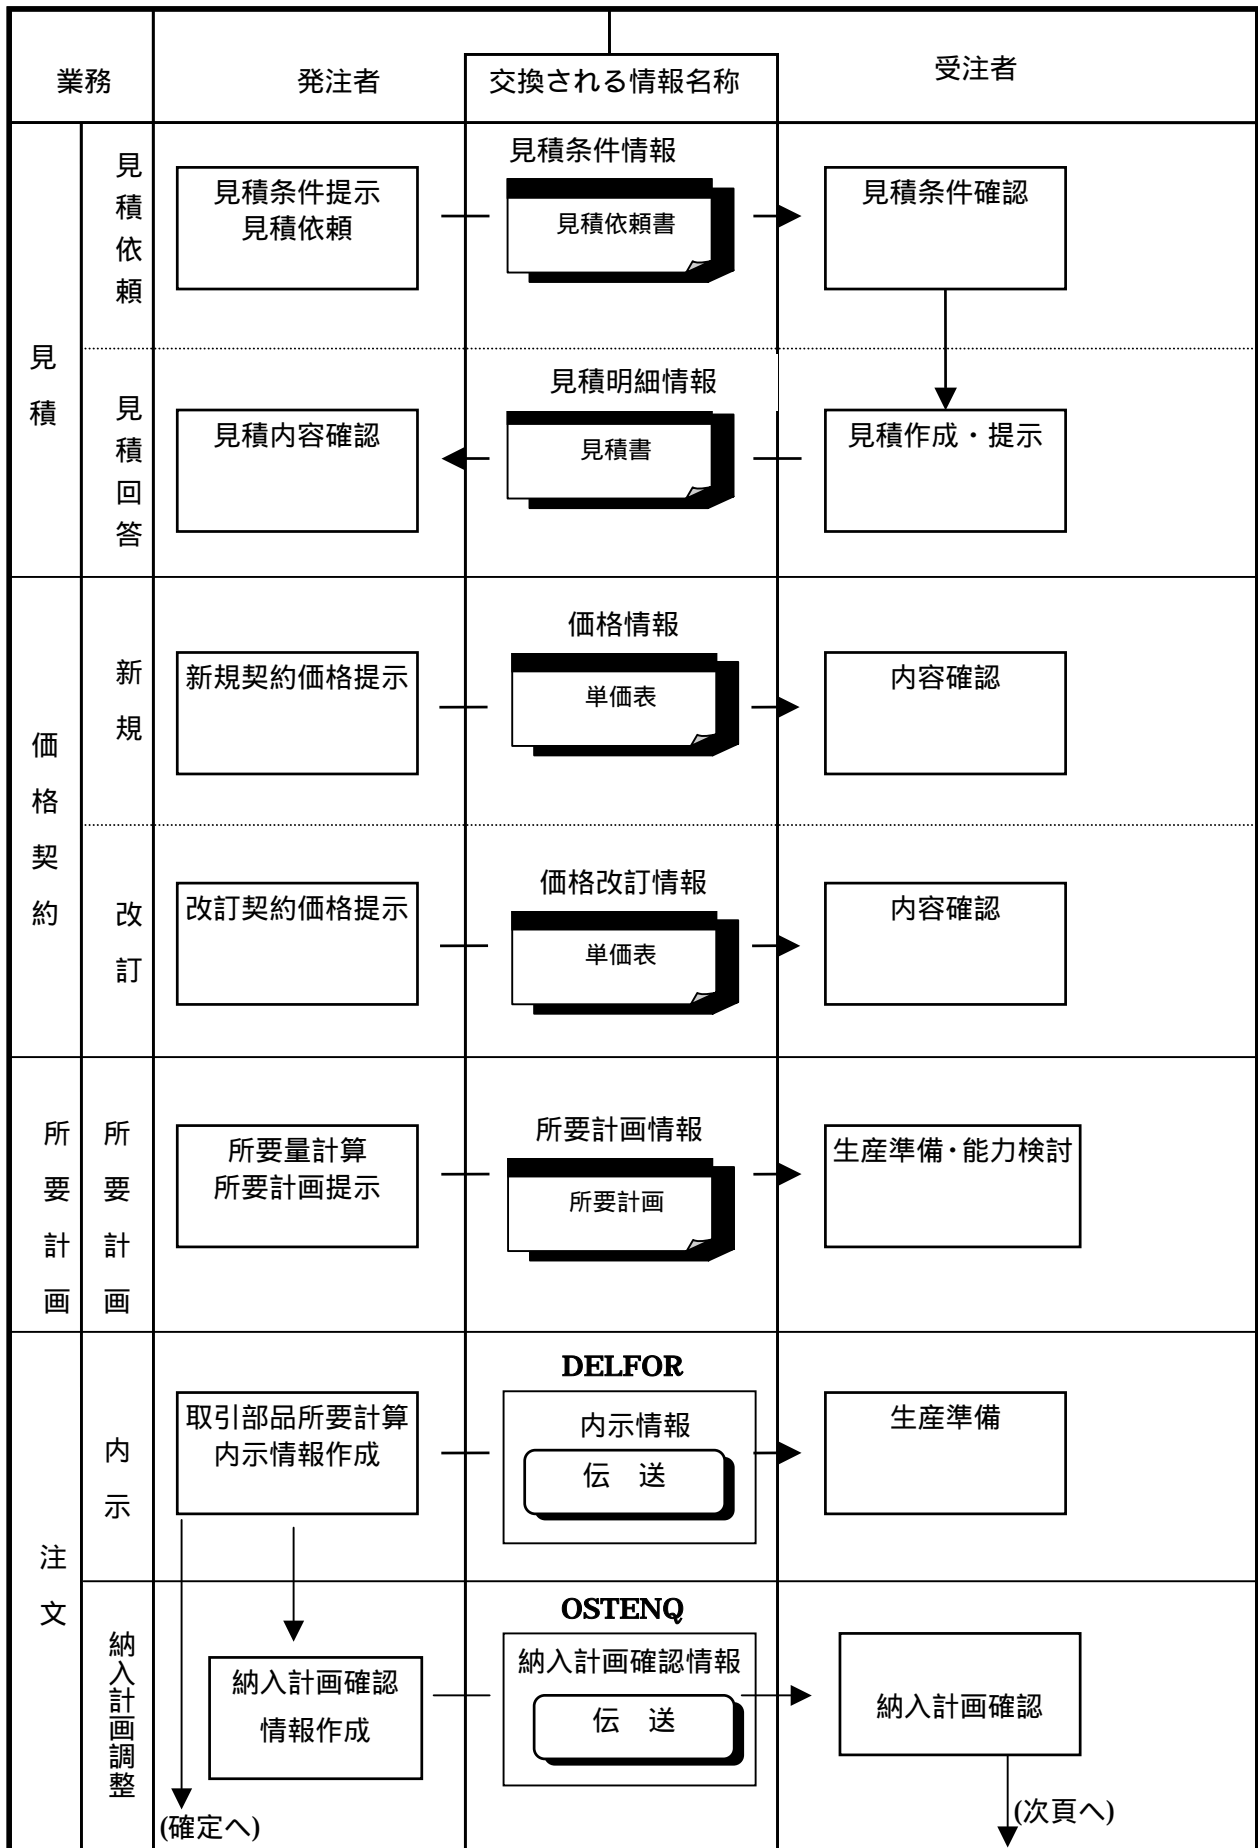 業務
発注者
交換される情報名称
受注者
見積
見積依頼
見積条件提示
見積依頼
見積条件情報
見積依頼書
見積条件確認
見積回答
見積内容確認
見積明細情報
見積書
見積作成・提示
価格契約
新規
新規契約価格提示
価格情報
単価表
内容確認
改訂
改訂契約価格提示
価格改訂情報
単価表
内容確認
所要計画
所要計画
所要量計算
所要計画提示
所要計画情報
所要計画
生産準備・能力検討
注文
内示
取引部品所要計算
内示情報作成
DELFOR
内示情報
伝　送
生産準備
納入計画調整
納入計画確認
情報作成
OSTENQ
納入計画確認情報
伝　送
納入計画確認
(確定へ)
(次頁へ)